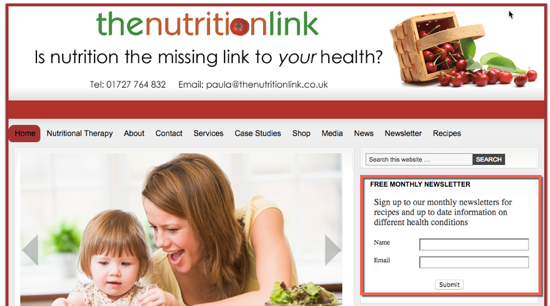 thenutritionlink
Is nutrition the missing link to your health?
Tel: 01727 764 832 Email: paula@thenutritionlink.co.uk
Home Nutritional Therapy About Contact Services Case Studies Shop Media News Newsletter Recipes
Search this website ... SEARCH
FREE MONTHLY NEWSLETTER
Sign up to our monthly newsletters for
recipes and up to date information on
different health conditions
Name
Email
Submit